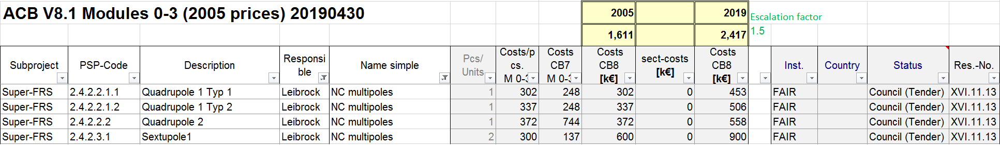 ACB V8.1 Modules 0-3 (2005 prices) 20190430 2005 2019 Escalation factor
1,611 2,417 1.5
Subproject PSP-Code Description Responsi ble Name simple Pcs/ Units Costs/p cs. M 0-3 Costs CB7 M 0-3 Costs CB8 [k€] sect-costs [k€] Costs CB8 [k€] Inst. Country Status Res.-No.
Super-FRS 2.4.2.2.1.1 Quadrupole 1 Typ 1 Leibrock NC multipoles 1 302 248 302 0 453 FAIR Council (Tender) XVI.11.13
Super-FRS 2.4.2.2.1.2 Quadrupole 1 Typ 2 Leibrock NC multipoles 1 337 248 337 0 506 FAIR Council (Tender) XVI.11.13
Super-FRS 2.4.2.2.2 Quadrupole 2 Leibrock NC multipoles 1 372 744 372 0 558 FAIR Council (Tender) XVI.11.13
Super-FRS 2.4.2.3.1 Sextupole1 Leibrock NC multipoles 2 300 137 600 0 900 FAIR Council (Tender) XVI.11.13